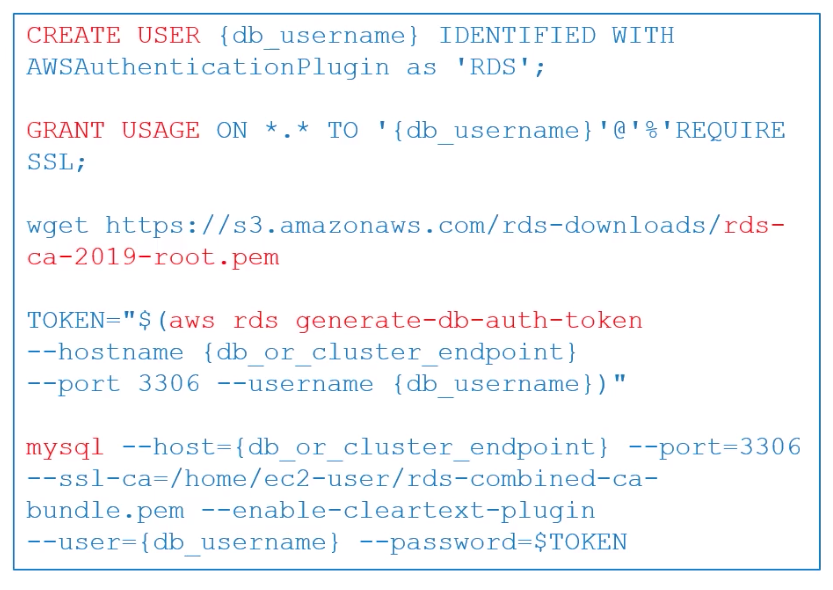 CREATE USER {db_username} IDENTIFIED WITH
AWSAuthenticationPlugin as 'RDS';
GRANT USAGE ON *.* TO '{db_username}'@'%'REQUIRE
SSL;
wget https://s3.amazonaws.com/rds-downloads/rds-
ca-2019-root.pem
TOKEN="$(aws rds generate-db-auth-token
--hostname {db_or_cluster_endpoint}
--port 3306 --username {db_username})"
mysql --host={db_or_cluster_endpoint} --port=3306
--ssl-ca=/home/ec2-user/rds-combined-ca-
bundle.pem --enable-cleartext-plugin
--user={db_username} --password=$TOKEN